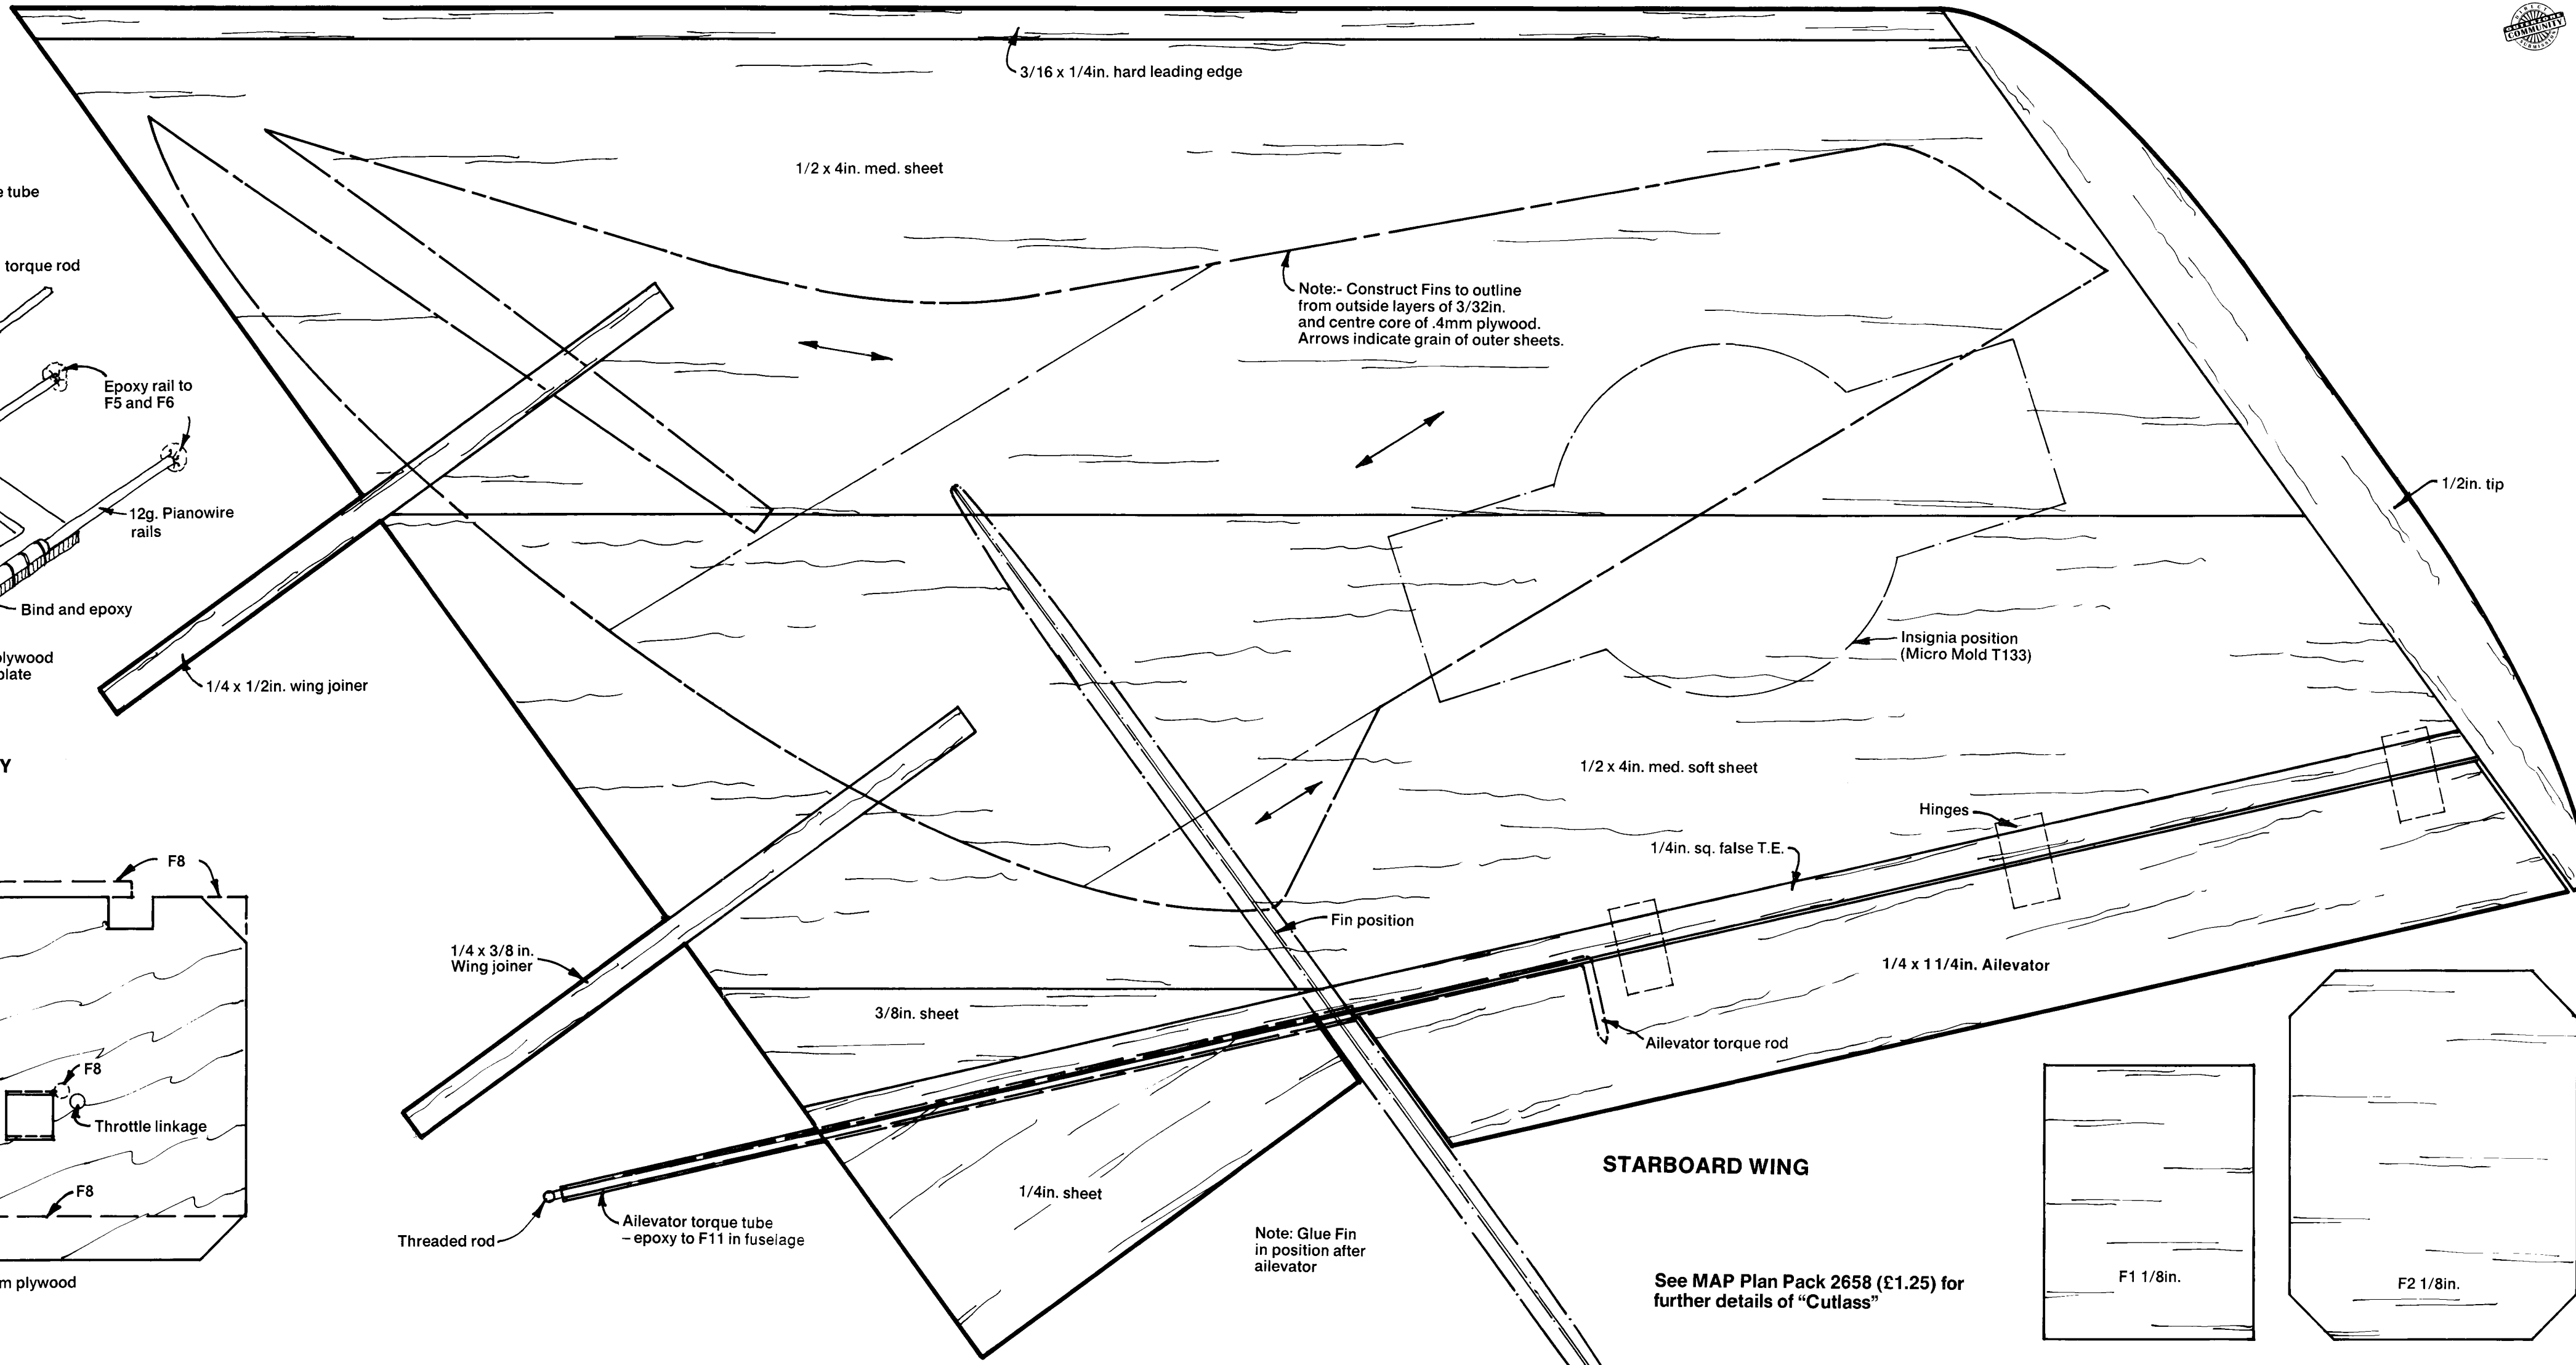 DIRECT
COMMUNITY
SUBMISSION
3/16 x 1/4in. hard leading edge
1/2 x 4in. med. sheet
tube
torque rod
Note:- Construct Fins to outline
from outside layers of 3/32in.
and centre core of .4mm plywood.
Arrows indicate grain of outer sheets.
Epoxy rail to
F5 and F6
12g. Pianowire
rails
1/2in. tip
Bind and epoxy
Insignia position
(Micro Mold T133)
1/4 x 1/2in. wing joiner
Y
1/2 x 4in. med. soft sheet
Hinges
1/4in. sq. false T.E.
F8
Fin position
1/4 x 3/8 in.
Wing joiner
1/4 x 11/4in. Ailevator
3/8in. sheet
Ailevator torque rod
F8
Throttle linkage
STARBOARD WING
F8
1/4in. sheet
Threaded rod
Ailevator torque tube
– epoxy to F11 in fuselage
Note: Glue Fin
in position after
ailevator
m plywood
See MAP Plan Pack 2658 (£1.25) for
further details of “Cutlass”
F1 1/8in.
F2 1/8in.